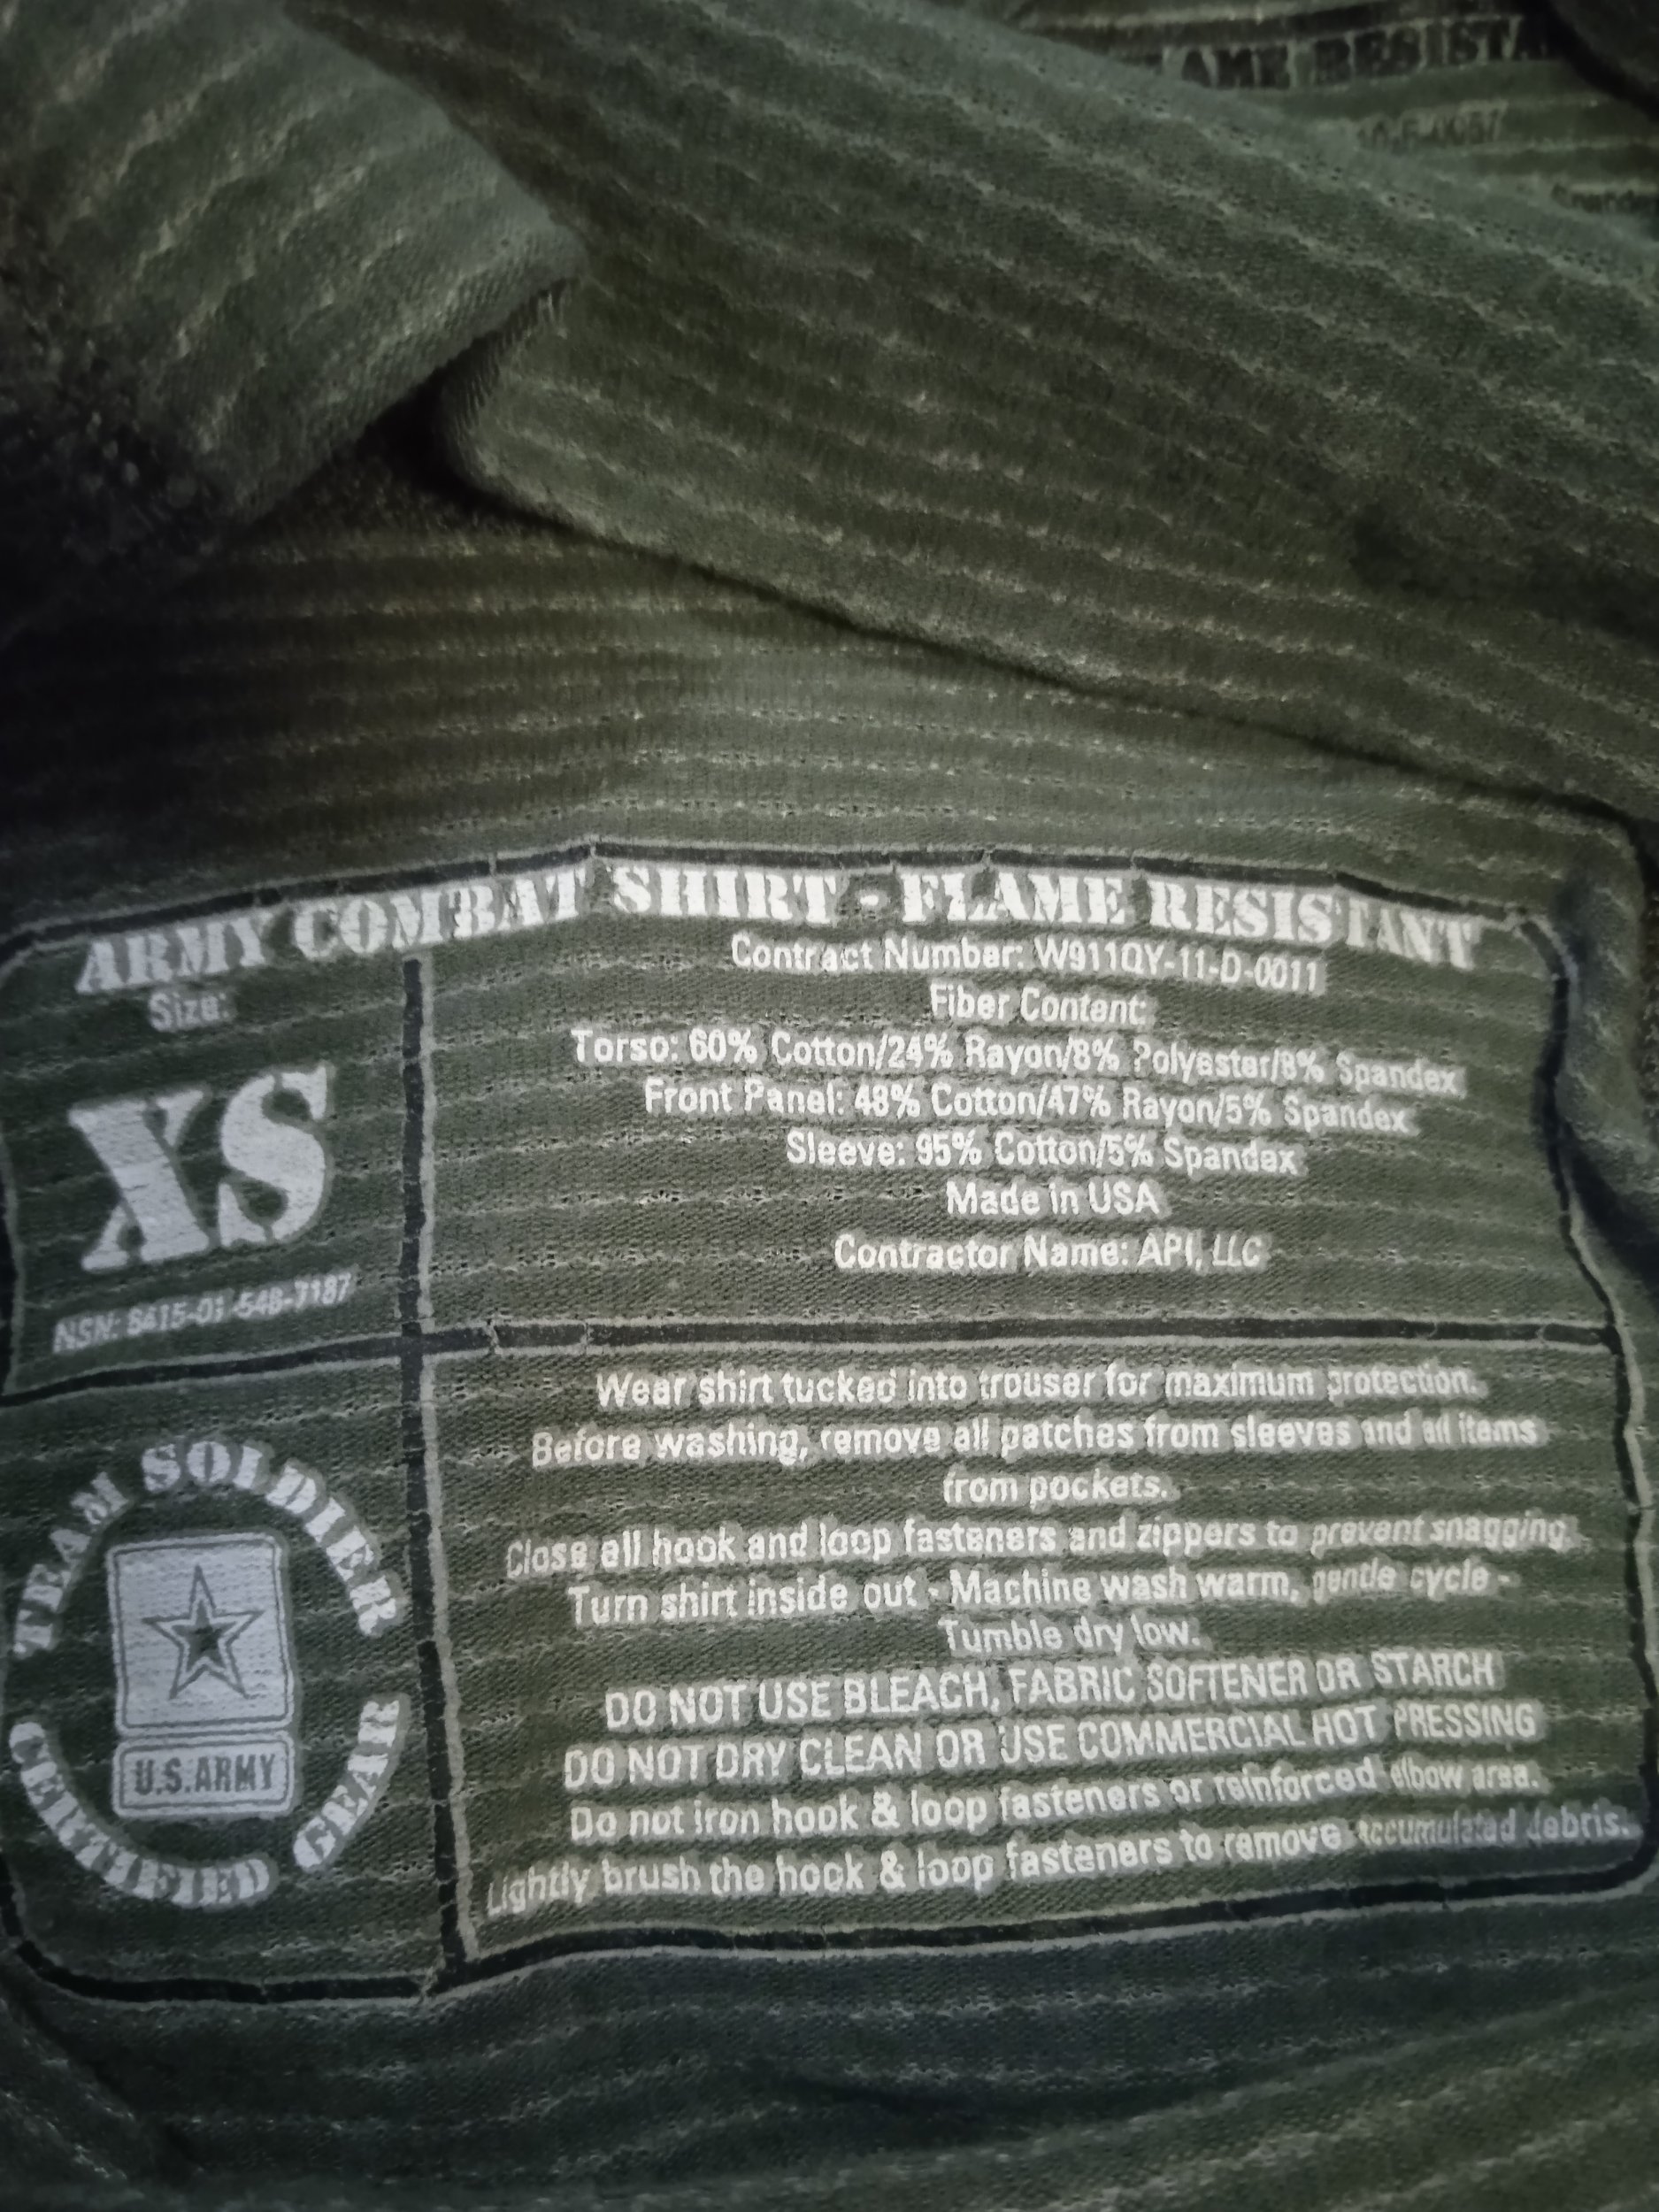 AME RESISTA
ARMY COMBAT SHIRT - FLAME RESISTANT
Size:
XS
NSN: 8415-01-548-7187
Contract Number: W911QY-11-D-0011
Fiber Content:
Torso: 60% Cotton/24% Rayon/8% Polyester/8% Spandex
Front Panel: 48% Cotton/47% Rayon/5% Spandex
Sleeve: 95% Cotton/5% Spandex
Made in USA
Contractor Name: API, LLC
TEAM SOLDIER
U.S.ARMY
CERTIFIED GEAR
Wear shirt tucked into trouser for maximum protection.
Before washing, remove all patches from sleeves and all items
from pockets.
Close all hook and loop fasteners and zippers to prevent snagging.
Turn shirt inside out - Machine wash warm, gentle cycle -
Tumble dry low.
DO NOT USE BLEACH, FABRIC SOFTENER OR STARCH
DO NOT DRY CLEAN OR USE COMMERCIAL HOT PRESSING
Do not iron hook & loop fasteners or reinforced elbow area.
Lightly brush the hook & loop fasteners to remove accumulated debris.